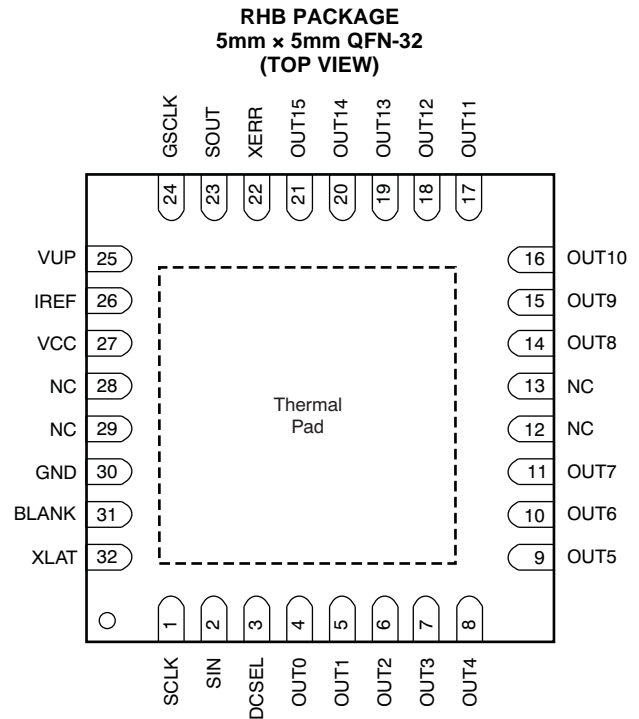 RHB PACKAGE
5mm × 5mm QFN-32
(TOP VIEW)
GSCLK
SOUT
XERR
OUT15
OUT14
OUT13
OUT12
OUT11
24
23
22
21
20
19
18
17
VUP 25
IREF 26
VCC 27
NC 28
NC 29
GND 30
BLANK 31
XLAT 32
Thermal
Pad
16 OUT10
15 OUT9
14 OUT8
13 NC
12 NC
11 OUT7
10 OUT6
9 OUT5
1
2
3
4
5
6
7
8
SCLK
SIN
DCSEL
OUT0
OUT1
OUT2
OUT3
OUT4